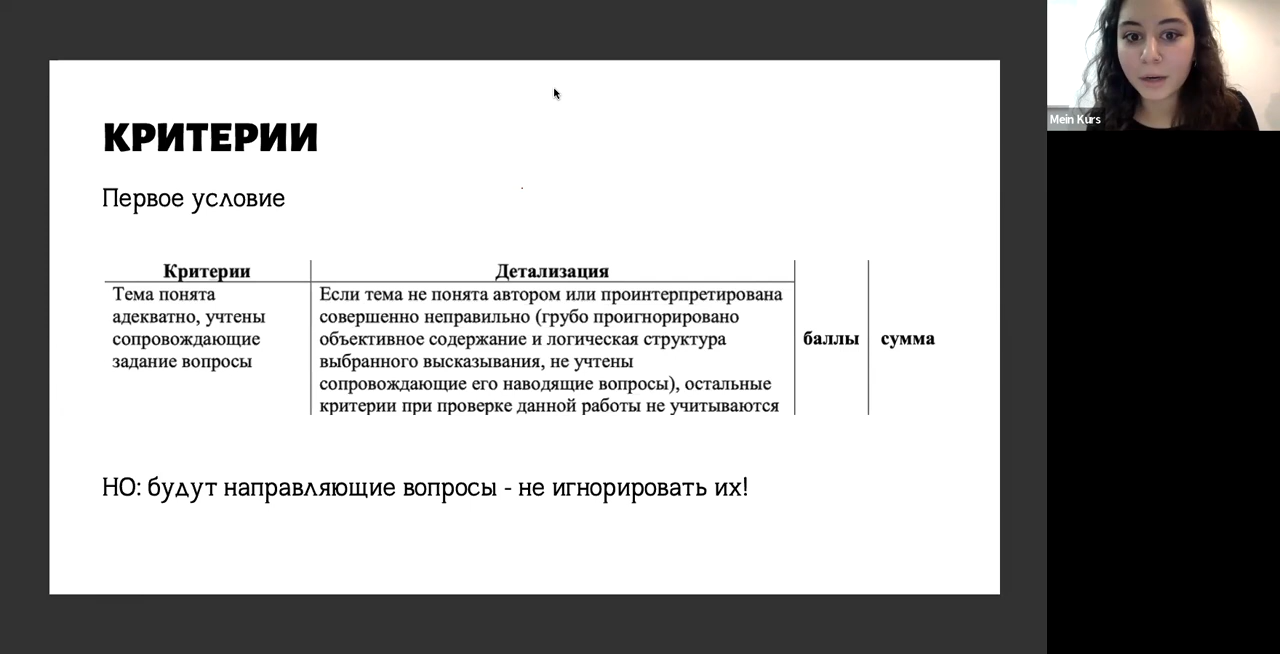 КРИТЕРИИ
Первое условие
Критерии
Детализация
Тема понята
адекватно, учтены
сопровождающие
задание вопросы
Если тема не понята автором или проинтерпретирована
совершенно неправильно (грубо проигнорировано
объективное содержание и логическая структура
выбранного высказывания, не учтены
сопровождающие его наводящие вопросы), остальные
критерии при проверке данной работы не учитываются
баллы
сумма
НО: будут направляющие вопросы - не игнорировать их!
Mein Kurs